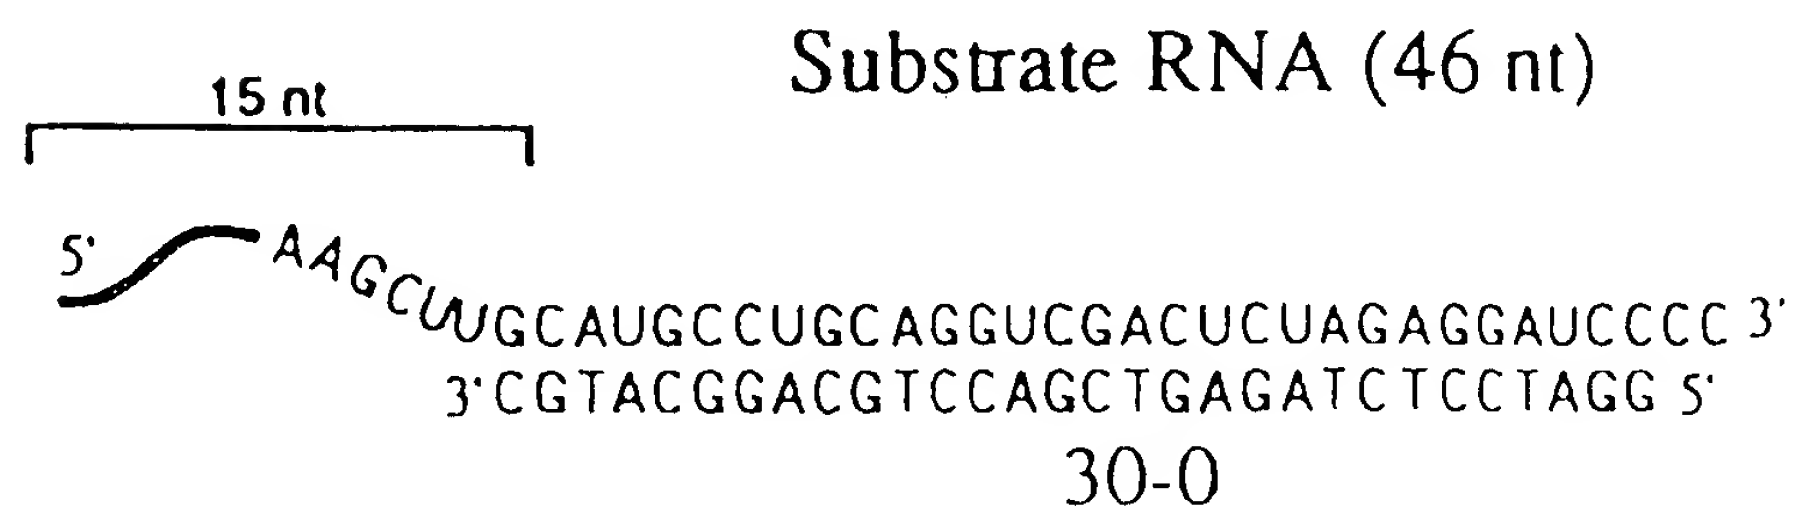 Substrate RNA (46 nt)
15 nt
5' AAGCUUGCAUGCCUGCAGGUCGACUCUAGAGGAUCCCC 3'
3' CGTACGGACGTCCAGCTGAGATCTCCTAGG 5'
30-0